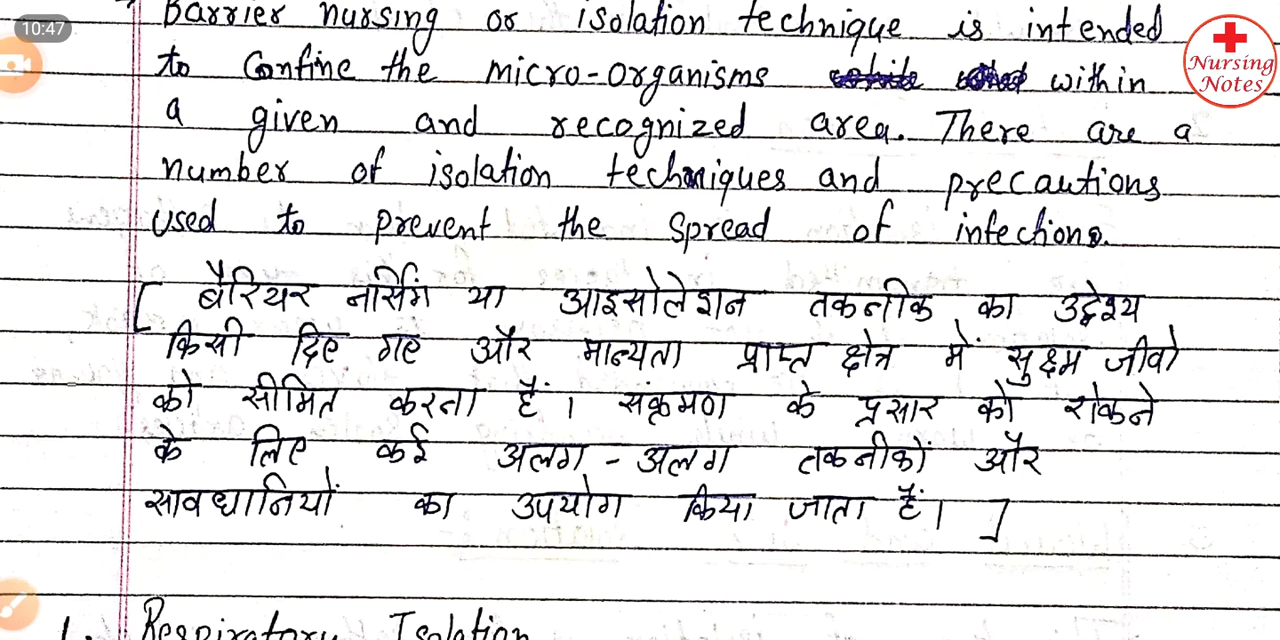 10:47
Barrier nursing or isolation technique is intended
to Confine the micro-organisms within
a given and recognized area. There are a
number of isolation techniques and precautions
used to prevent the Spread of infections.
[ बैरियर नर्सिंग या आइसोलेशन तकनीक का उद्देश्य
किसी दिए गए और मान्यता प्राप्त क्षेत्र में सुक्ष्म जीवो
को सीमित करना हैं। संक्रमण के प्रसार को रोकने
के लिए कई अलग - अलग तकनीकों और
सावधानियों का उपयोग किया जाता हैं। ]
1. Respiratory Isolation
Nursing
Notes